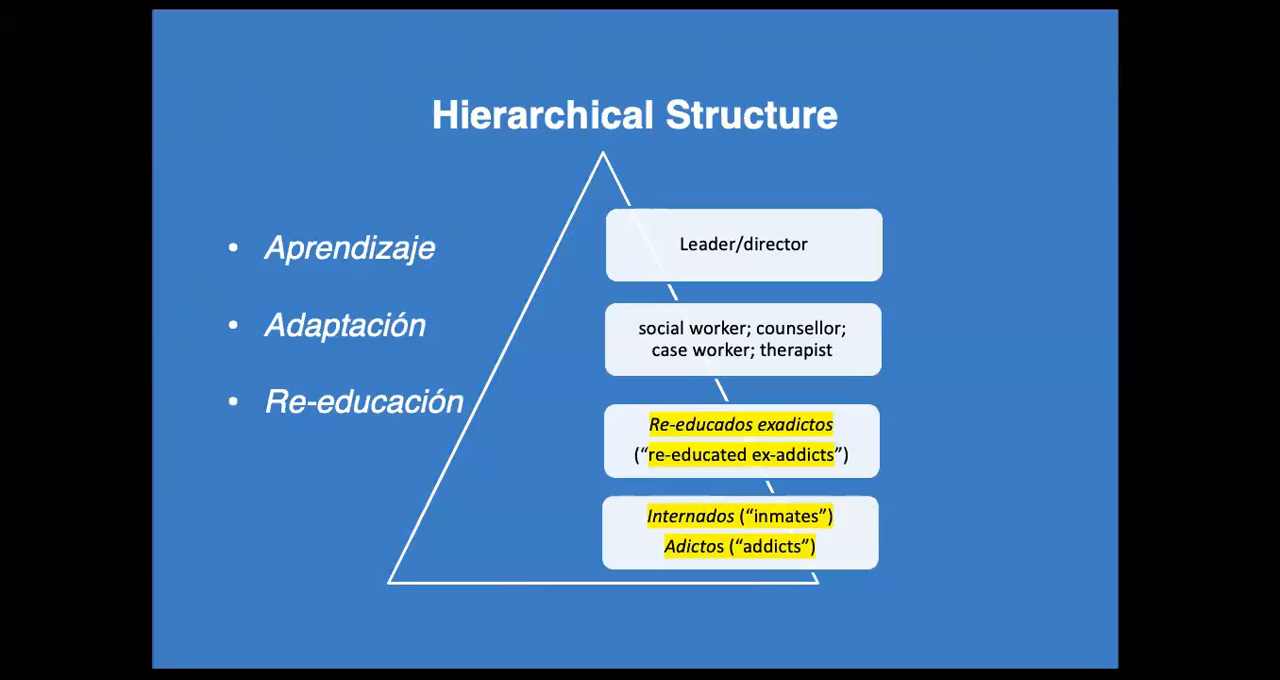 Hierarchical Structure
• Aprendizaje
• Adaptación
• Re-educación
Leader/director
social worker; counsellor;
case worker; therapist
Re-educados exadictos
(“re-educated ex-addicts”)
Internados (“inmates”)
Adictos (“addicts”)